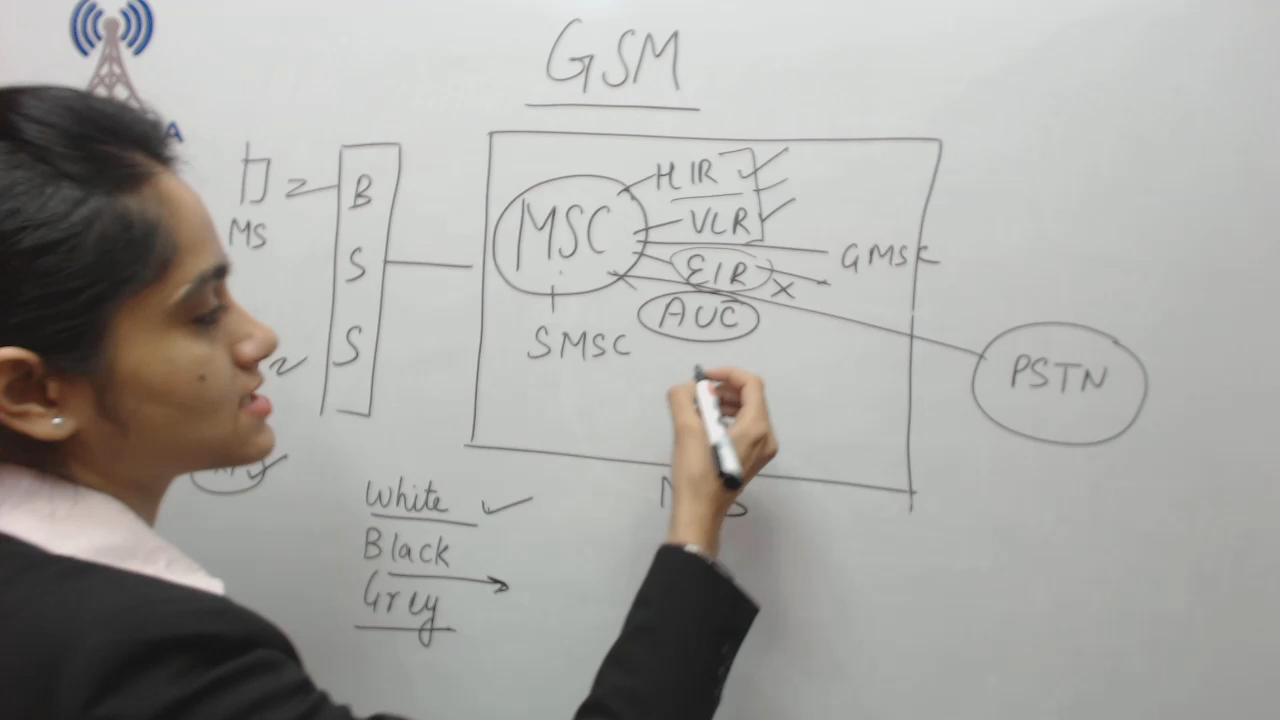 GSM
MS
B
S
S
MSC
HLR
VLR
EIR
AUC
SMSC
GMSC
PSTN
White
Black
Grey